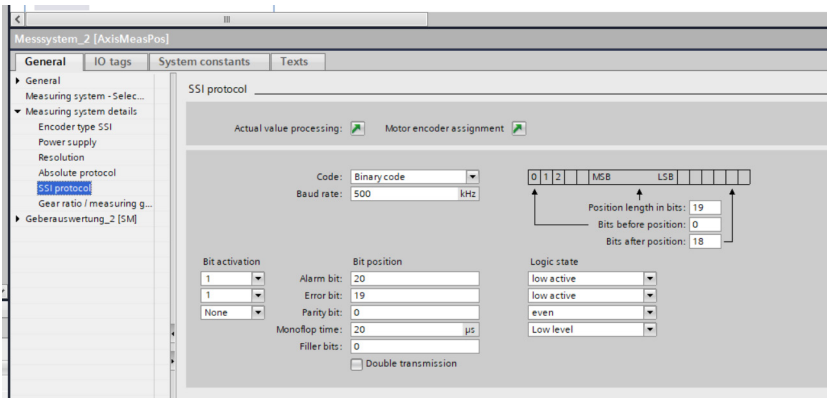 Messsystem_2 [AxisMeasPos]
General IO tags System constants Texts
General
Measuring system - Selec...
Measuring system details
Encoder type SSI
Power supply
Resolution
Absolute protocol
SSI protocol
Gear ratio / measuring g...
Geberauswertung_2 [SM]
SSI protocol
Actual value processing: Motor encoder assignment
Code: Binary code
Baud rate: 500 kHz
0 1 2 MSB LSB
Position length in bits: 19
Bits before position: 0
Bits after position: 18
Bit activation Bit position Logic state
1 Alarm bit: 20 low active
1 Error bit: 19 low active
None Parity bit: 0 even
Monoflop time: 20 µs Low level
Filler bits: 0
Double transmission